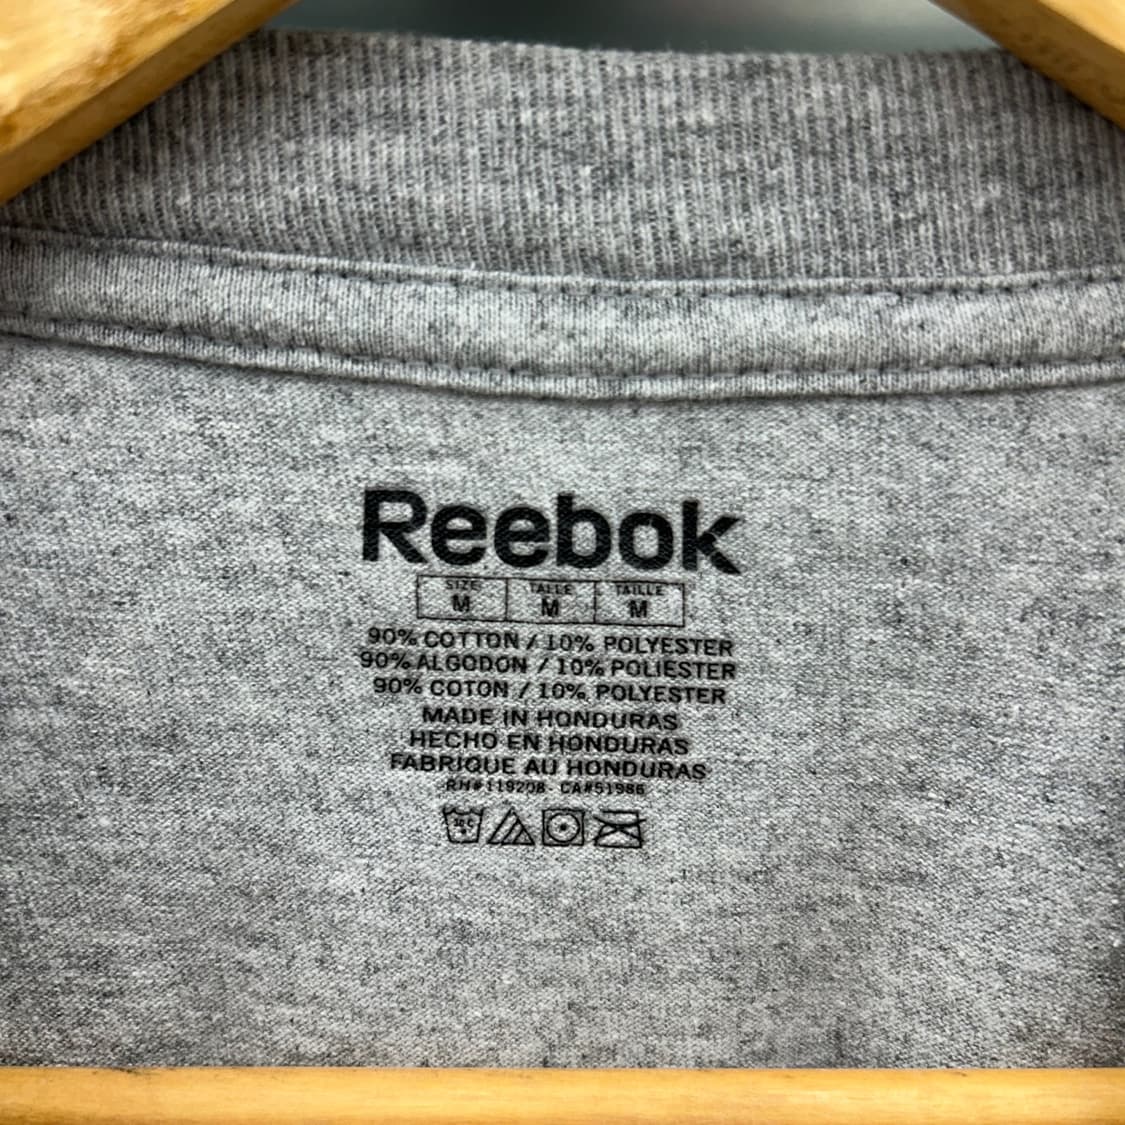 Reebok
SIZE TALLE TAILLE
M M M
90% COTTON / 10% POLYESTER
90% ALGODON / 10% POLIESTER
90% COTON / 10% POLYESTER
MADE IN HONDURAS
HECHO EN HONDURAS
FABRIQUE AU HONDURAS
RN# 119208 - CA#51986